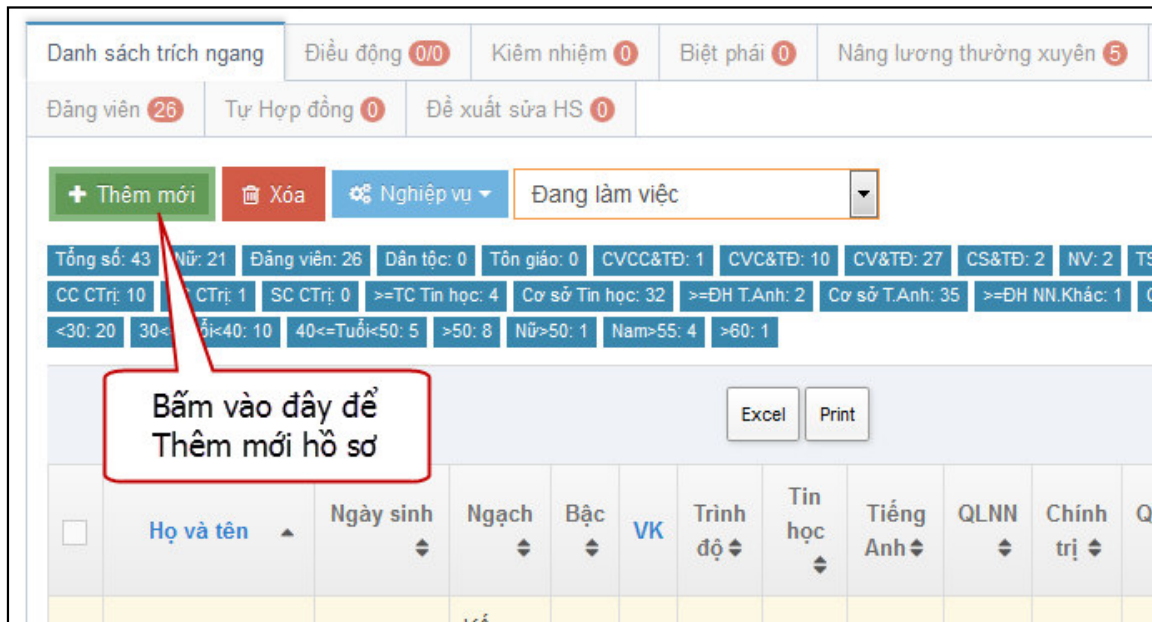 Danh sách trích ngang Điều động 0/0 Kiêm nhiệm 0 Biệt phái 0 Nâng lương thường xuyên 5
Đảng viên 26 Tự Hợp đồng 0 Đề xuất sửa HS 0
Thêm mới Xóa Nghiệp vụ Đang làm việc
Tổng số: 43 Nữ: 21 Đảng viên: 26 Dân tộc: 0 Tôn giáo: 0 CVCC&TĐ: 1 CVC&TĐ: 10 CV&TĐ: 27 CS&TĐ: 2 NV: 2 TS
CC CTrị: 10 CTrị: 1 SC CTrị: 0 >=TC Tin học: 4 Cơ sở Tin học: 32 >=ĐH T.Anh: 2 Cơ sở T.Anh: 35 >=ĐH NN.Khác: 1
<30: 20 30<=Tuổi<40: 10 40<=Tuổi<50: 5 >50: 8 Nữ>50: 1 Nam>55: 4 >60: 1
Bấm vào đây để
Thêm mới hồ sơ
Excel Print
Họ và tên Ngày sinh Ngạch Bậc VK Trình độ Tin học Tiếng Anh QLNN Chính trị Q